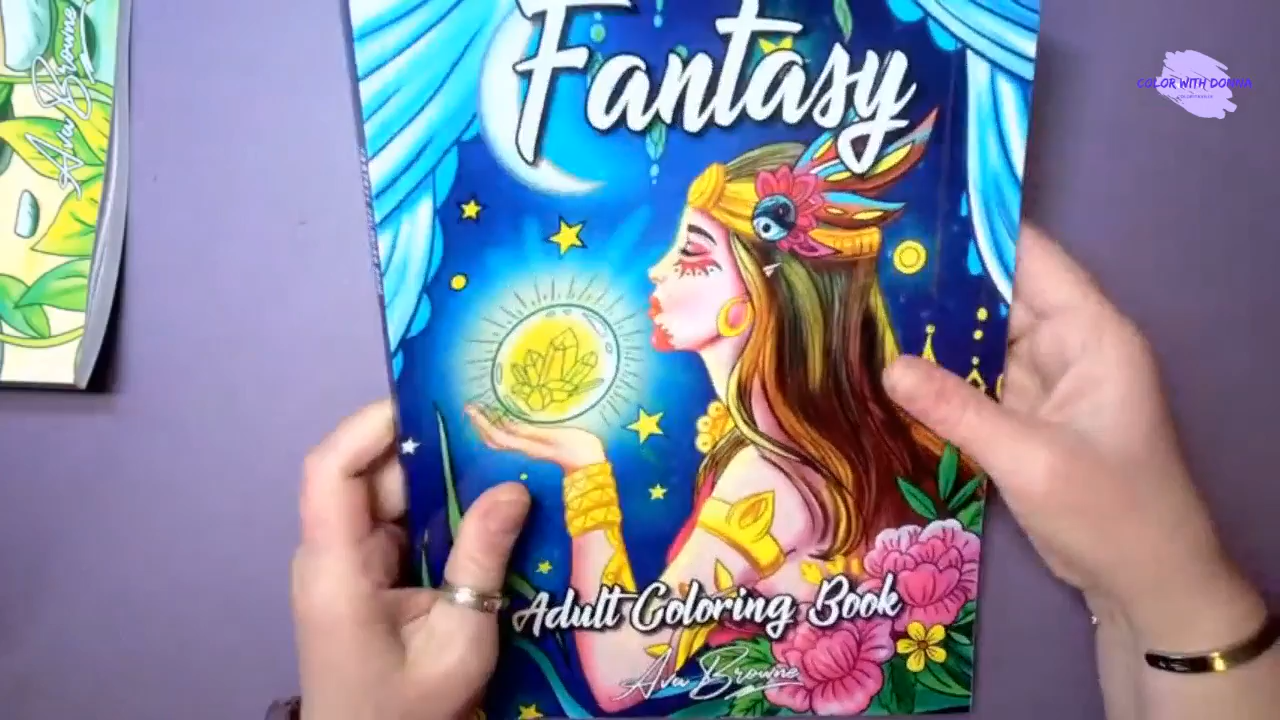 Fantasy
Adult Coloring Book
Ava Browne
Ava Browne
COLOR WITH DONNA